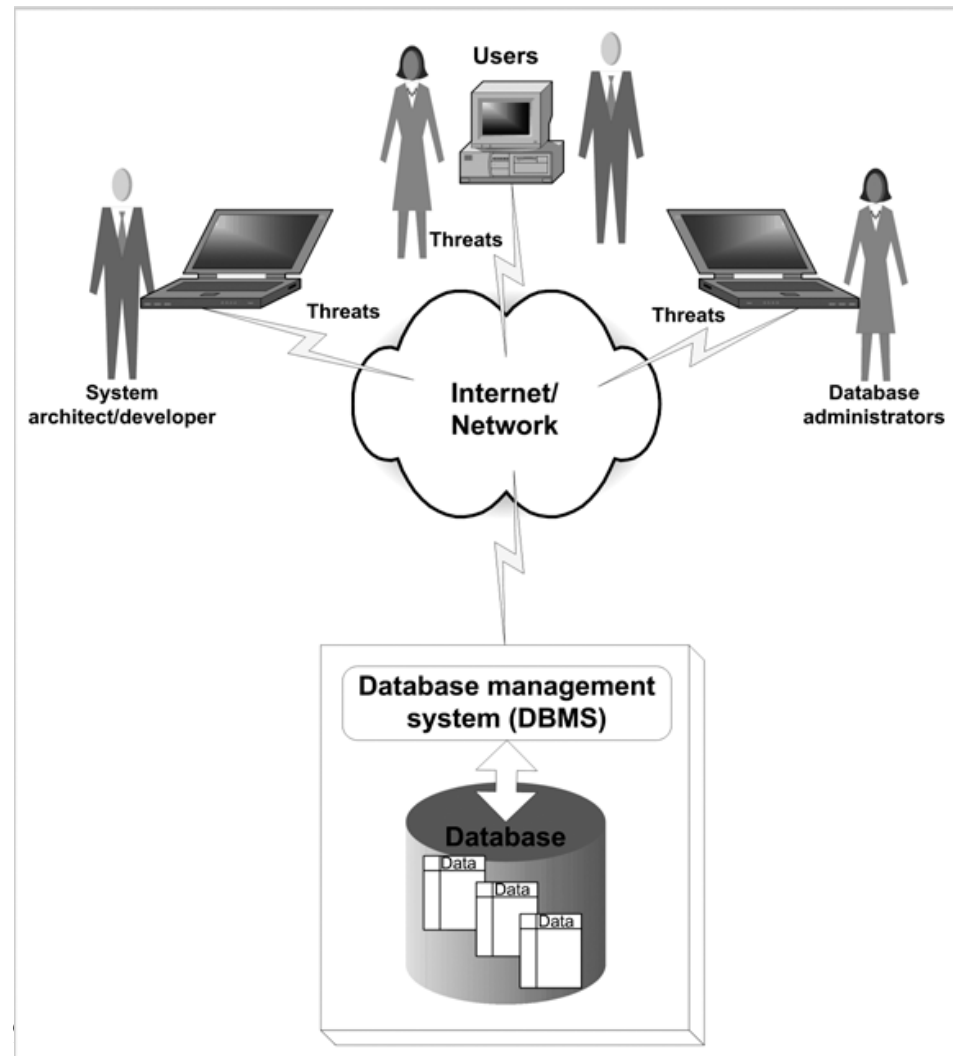 Users
Threats
Threats
Threats
System
architect/developer
Internet/
Network
Database
administrators
Database management
system (DBMS)
Database
Data
Data
Data